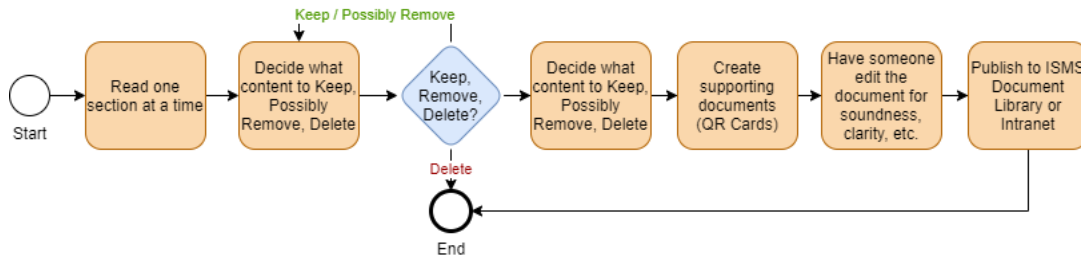 Keep / Possibly Remove
Read one
section at a time
Decide what
content to Keep,
Possibly
Remove, Delete
Keep,
Remove,
Delete?
Decide what
content to Keep,
Possibly
Remove, Delete
Create
supporting
documents
(QR Cards)
Have someone
edit the
document for
soundness,
clarity, etc.
Publish to ISMS
Document
Library or
Intranet
Start
Delete
End